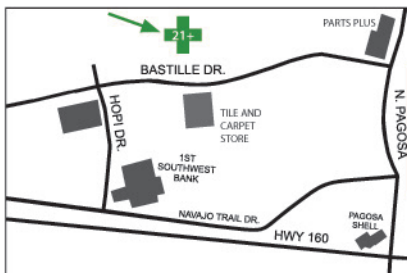 PARTS PLUS
21+
BASTILLE DR.
N. PAGOSA
HOPI DR.
TILE AND
CARPET
STORE
1ST
SOUTHWEST
BANK
NAVAJO TRAIL DR.
PAGOSA
SHELL
HWY 160